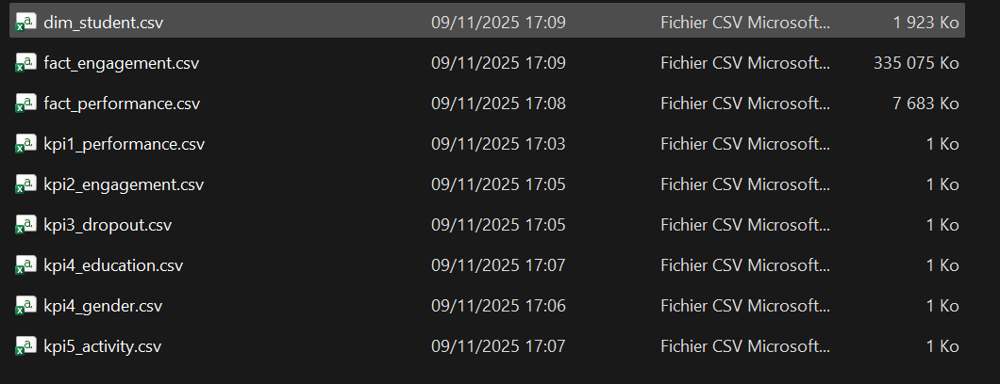 dim_student.csv 09/11/2025 17:09 Fichier CSV Microsoft... 1 923 Ko
fact_engagement.csv 09/11/2025 17:09 Fichier CSV Microsoft... 335 075 Ko
fact_performance.csv 09/11/2025 17:08 Fichier CSV Microsoft... 7 683 Ko
kpi1_performance.csv 09/11/2025 17:03 Fichier CSV Microsoft... 1 Ko
kpi2_engagement.csv 09/11/2025 17:05 Fichier CSV Microsoft... 1 Ko
kpi3_dropout.csv 09/11/2025 17:05 Fichier CSV Microsoft... 1 Ko
kpi4_education.csv 09/11/2025 17:07 Fichier CSV Microsoft... 1 Ko
kpi4_gender.csv 09/11/2025 17:06 Fichier CSV Microsoft... 1 Ko
kpi5_activity.csv 09/11/2025 17:07 Fichier CSV Microsoft... 1 Ko